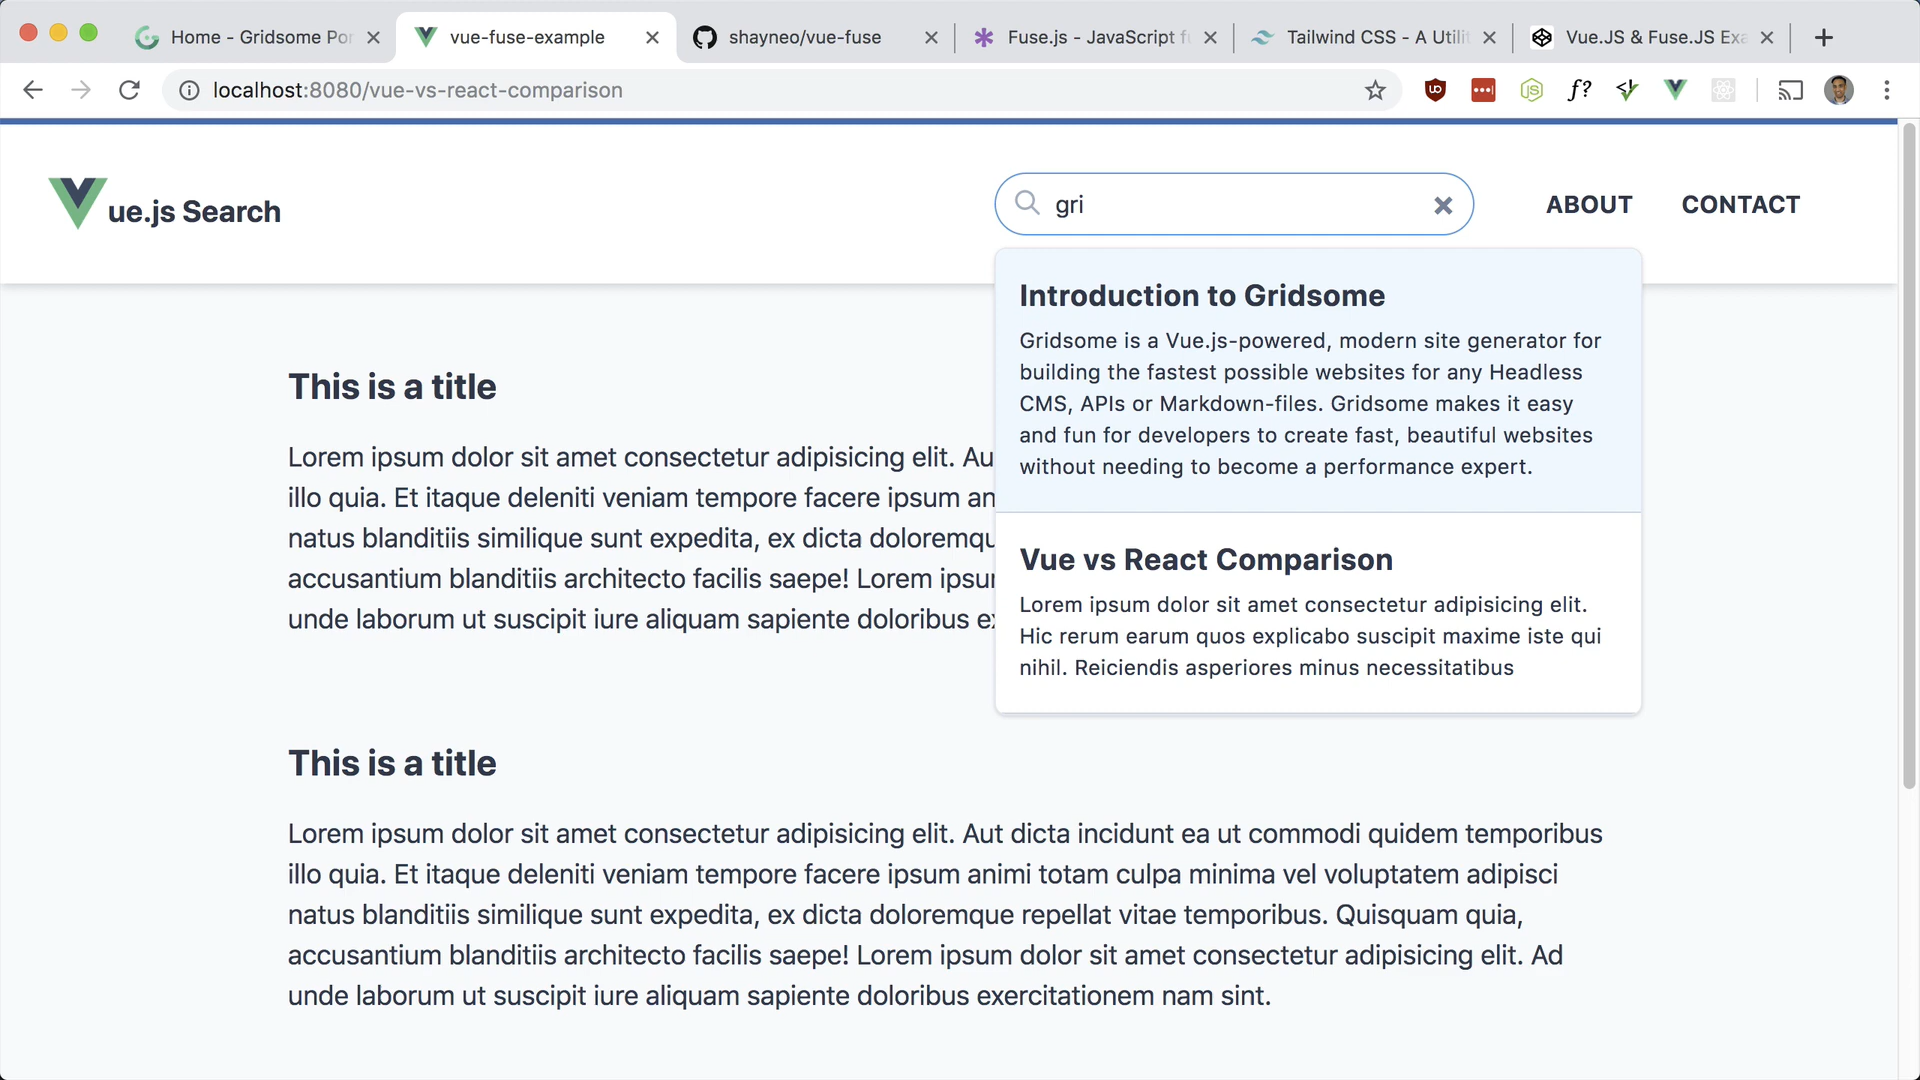 Home - Gridsome Por
vue-fuse-example
shayneo/vue-fuse
Fuse.js - JavaScript f
Tailwind CSS - A Utilit
Vue.JS & Fuse.JS Exa
localhost:8080/vue-vs-react-comparison
f?
ue.js Search
gri
ABOUT
CONTACT
Introduction to Gridsome
Gridsome is a Vue.js-powered, modern site generator for
building the fastest possible websites for any Headless
CMS, APIs or Markdown-files. Gridsome makes it easy
and fun for developers to create fast, beautiful websites
without needing to become a performance expert.
Vue vs React Comparison
Lorem ipsum dolor sit amet consectetur adipisicing elit.
Hic rerum earum quos explicabo suscipit maxime iste qui
nihil. Reiciendis asperiores minus necessitatibus
This is a title
Lorem ipsum dolor sit amet consectetur adipisicing elit. Au
illo quia. Et itaque deleniti veniam tempore facere ipsum an
natus blanditiis similique sunt expedita, ex dicta doloremqu
accusantium blanditiis architecto facilis saepe! Lorem ipsu
unde laborum ut suscipit iure aliquam sapiente doloribus ex
This is a title
Lorem ipsum dolor sit amet consectetur adipisicing elit. Aut dicta incidunt ea ut commodi quidem temporibus
illo quia. Et itaque deleniti veniam tempore facere ipsum animi totam culpa minima vel voluptatem adipisci
natus blanditiis similique sunt expedita, ex dicta doloremque repellat vitae temporibus. Quisquam quia,
accusantium blanditiis architecto facilis saepe! Lorem ipsum dolor sit amet consectetur adipisicing elit. Ad
unde laborum ut suscipit iure aliquam sapiente doloribus exercitationem nam sint.